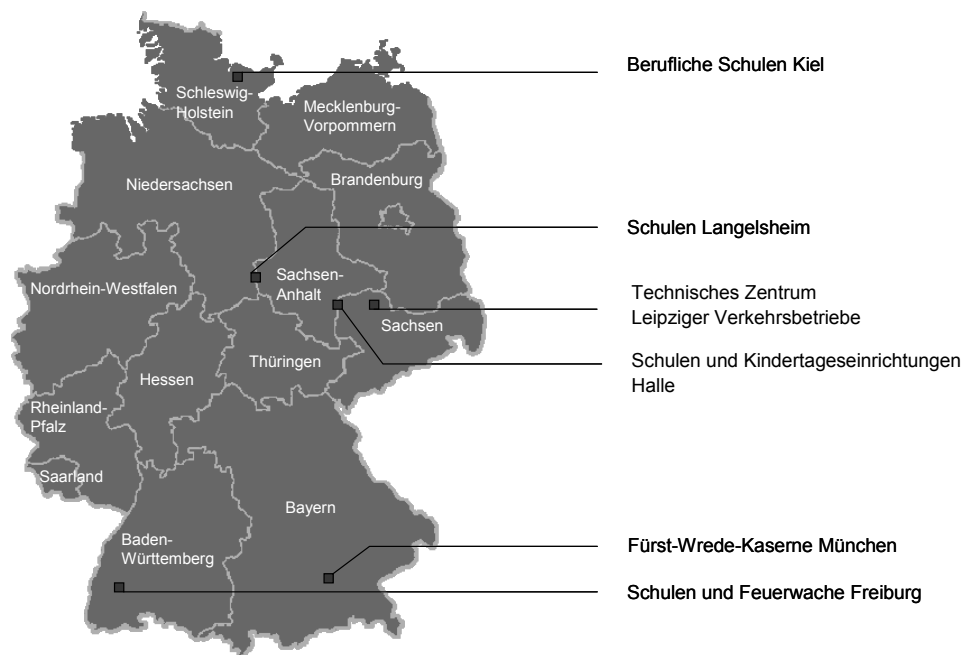 Berufliche Schulen Kiel
Schleswig-
Holstein
Mecklenburg-
Vorpommern
Niedersachsen
Brandenburg
Schulen Langelsheim
Nordrhein-Westfalen
Sachsen-
Anhalt
Technisches Zentrum
Leipziger Verkehrsbetriebe
Sachsen
Schulen und Kindertageseinrichtungen
Halle
Thüringen
Hessen
Rheinland-
Pfalz
Saarland
Bayern
Baden-
Württemberg
Fürst-Wrede-Kaserne München
Schulen und Feuerwache Freiburg